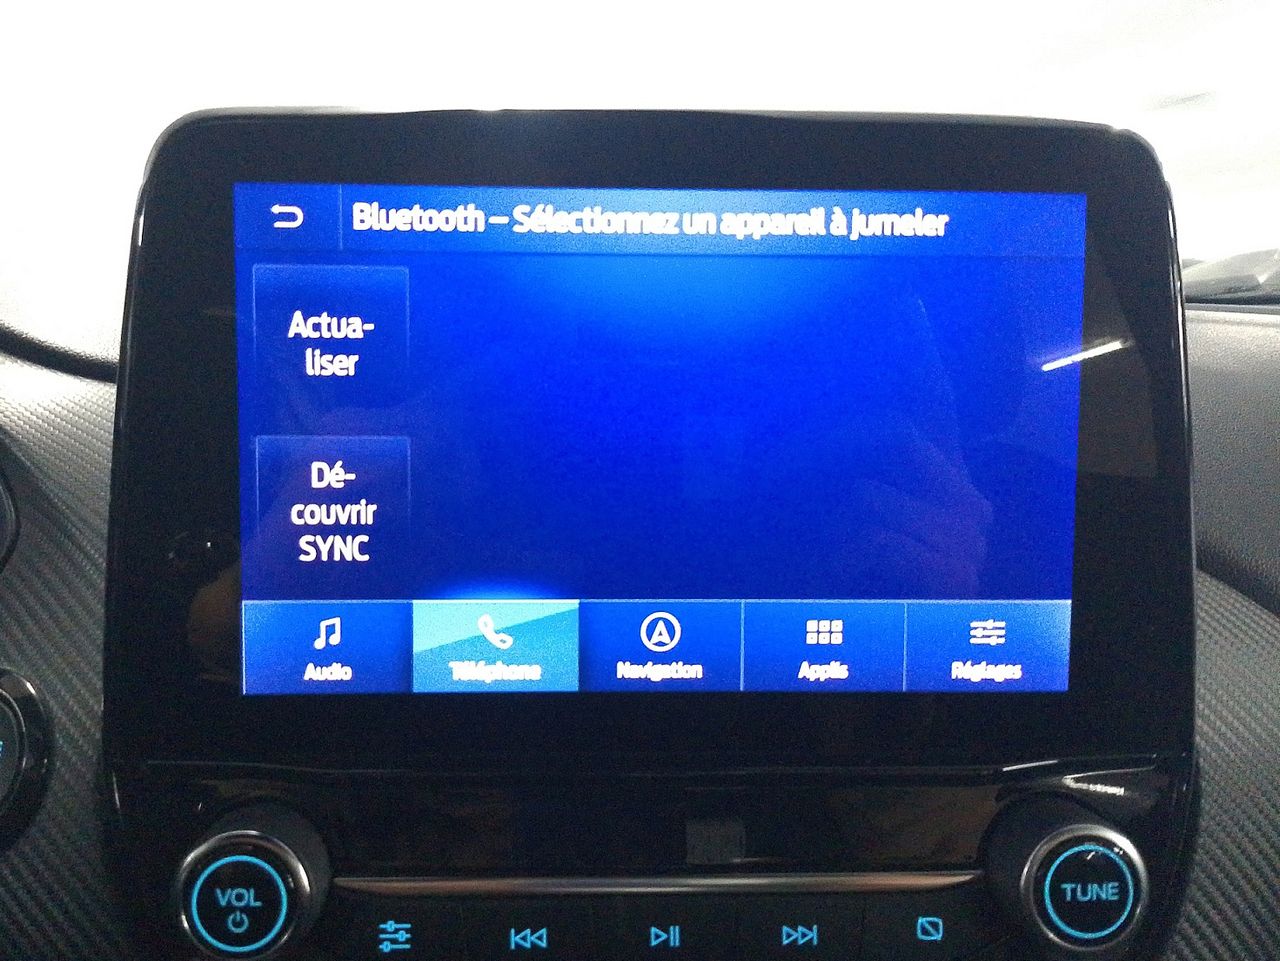 Bluetooth – Sélectionnez un appareil à jumeler
Actua-
liser
Dé-
couvrir
SYNC
Audio
Téléphone
Navigation
Applis
Réglages
VOL
TUNE